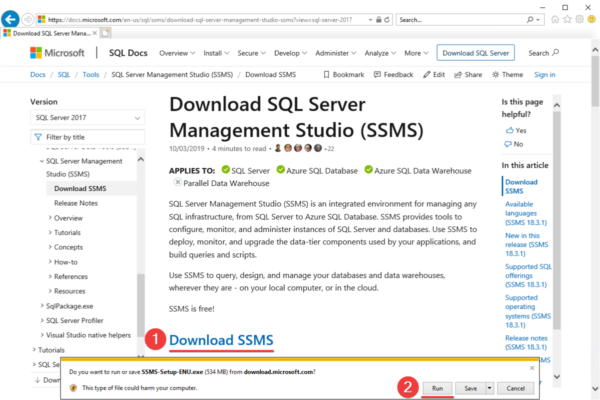 https://docs.microsoft.com/en-us/sql/ssms/download-sql-server-management-studio-ssms?view=sql-server-2017
Search...
Download SQL Server Mana...
Microsoft
SQL Docs
Overview
Install
Secure
Develop
Administer
Analyze
More
Download SQL Server
Search
Docs / SQL / Tools / SQL Server Management Studio (SSMS) / Download SSMS
Bookmark
Feedback
Edit
Share
Theme
Sign in
Version
SQL Server 2017
Filter by title
SQL Server Management
Studio (SSMS)
Download SSMS
Release Notes
Overview
Tutorials
Concepts
How-to
References
Resources
SqlPackage.exe
SQL Server Profiler
Visual Studio native helpers
Tutorials
SQL Se
Down
Download SQL Server
Management Studio (SSMS)
10/03/2019 • 4 minutes to read •
+22
APPLIES TO: SQL Server Azure SQL Database Azure SQL Data Warehouse
Parallel Data Warehouse
SQL Server Management Studio (SSMS) is an integrated environment for managing any
SQL infrastructure, from SQL Server to Azure SQL Database. SSMS provides tools to
configure, monitor, and administer instances of SQL Server and databases. Use SSMS to
deploy, monitor, and upgrade the data-tier components used by your applications, and
build queries and scripts.
Use SSMS to query, design, and manage your databases and data warehouses,
wherever they are - on your local computer, or in the cloud.
SSMS is free!
1
Download SSMS
Is this page
helpful?
Yes
No
In this article
Download
SSMS
Available
languages
(SSMS 18.3.1)
New in this
release (SSMS
18.3.1)
Supported SQL
offerings
(SSMS 18.3.1)
Supported
operating
systems (SSMS
18.3.1)
Release notes
(SSMS 18.3.1)
Do you want to run or save SSMS-Setup-ENU.exe (534 MB) from download.microsoft.com?
This type of file could harm your computer.
2
Run
Save
Cancel